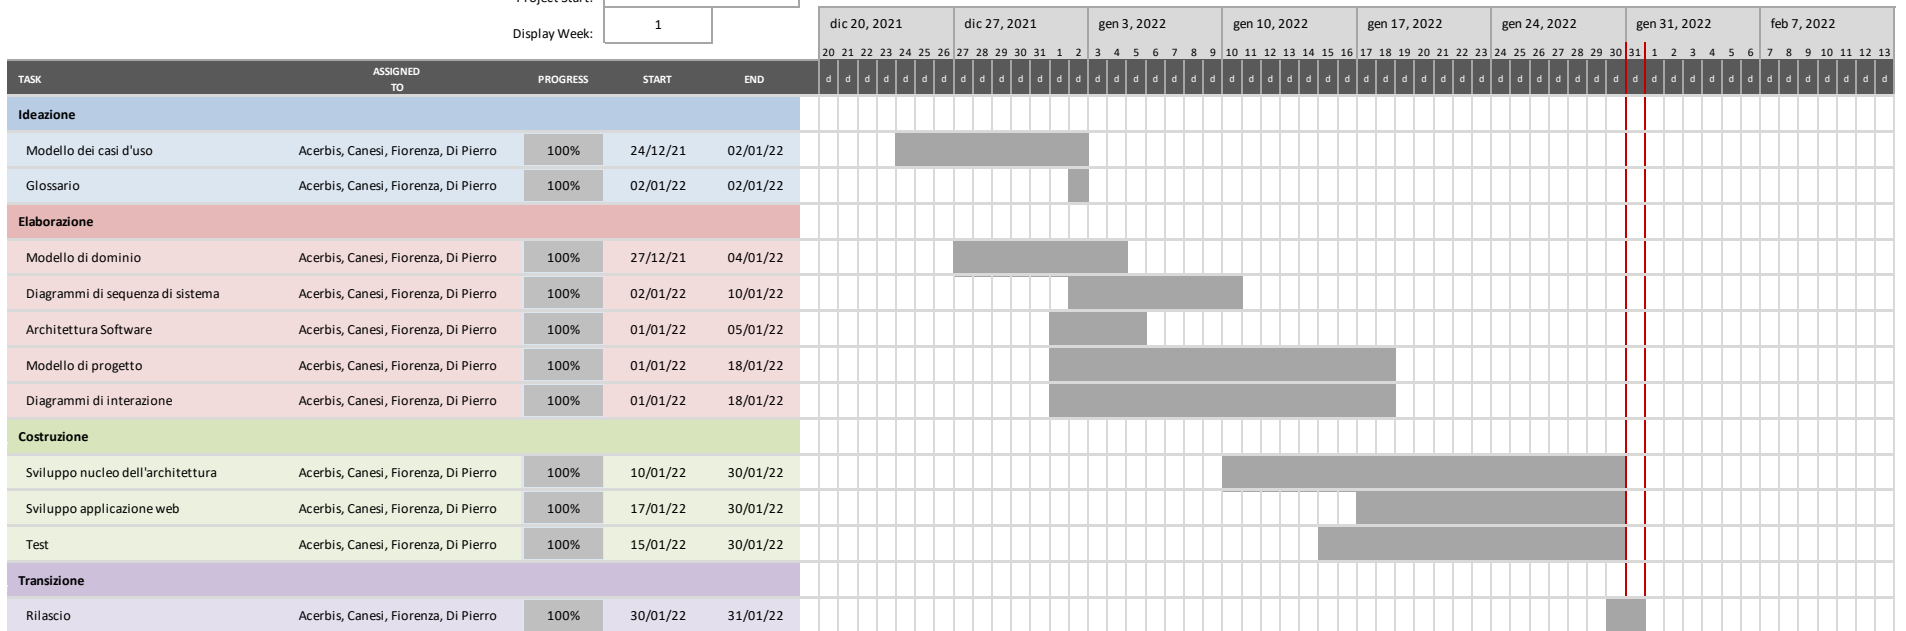 Project Start:
Display Week: 1
dic 20, 2021 dic 27, 2021 gen 3, 2022 gen 10, 2022 gen 17, 2022 gen 24, 2022 gen 31, 2022 feb 7, 2022
20 21 22 23 24 25 26 27 28 29 30 31 1 2 3 4 5 6 7 8 9 10 11 12 13 14 15 16 17 18 19 20 21 22 23 24 25 26 27 28 29 30 31 1 2 3 4 5 6 7 8 9 10 11 12 13
TASK ASSIGNED TO PROGRESS START END d d d d d d d d d d d d d d d d d d d d d d d d d d d d d d d d d d d d d d d d d d d d d d d d d d d d d d d d
Ideazione
Modello dei casi d'uso Acerbis, Canesi, Fiorenza, Di Pierro 100% 24/12/21 02/01/22
Glossario Acerbis, Canesi, Fiorenza, Di Pierro 100% 02/01/22 02/01/22
Elaborazione
Modello di dominio Acerbis, Canesi, Fiorenza, Di Pierro 100% 27/12/21 04/01/22
Diagrammi di sequenza di sistema Acerbis, Canesi, Fiorenza, Di Pierro 100% 02/01/22 10/01/22
Architettura Software Acerbis, Canesi, Fiorenza, Di Pierro 100% 01/01/22 05/01/22
Modello di progetto Acerbis, Canesi, Fiorenza, Di Pierro 100% 01/01/22 18/01/22
Diagrammi di interazione Acerbis, Canesi, Fiorenza, Di Pierro 100% 01/01/22 18/01/22
Costruzione
Sviluppo nucleo dell'architettura Acerbis, Canesi, Fiorenza, Di Pierro 100% 10/01/22 30/01/22
Sviluppo applicazione web Acerbis, Canesi, Fiorenza, Di Pierro 100% 17/01/22 30/01/22
Test Acerbis, Canesi, Fiorenza, Di Pierro 100% 15/01/22 30/01/22
Transizione
Rilascio Acerbis, Canesi, Fiorenza, Di Pierro 100% 30/01/22 31/01/22